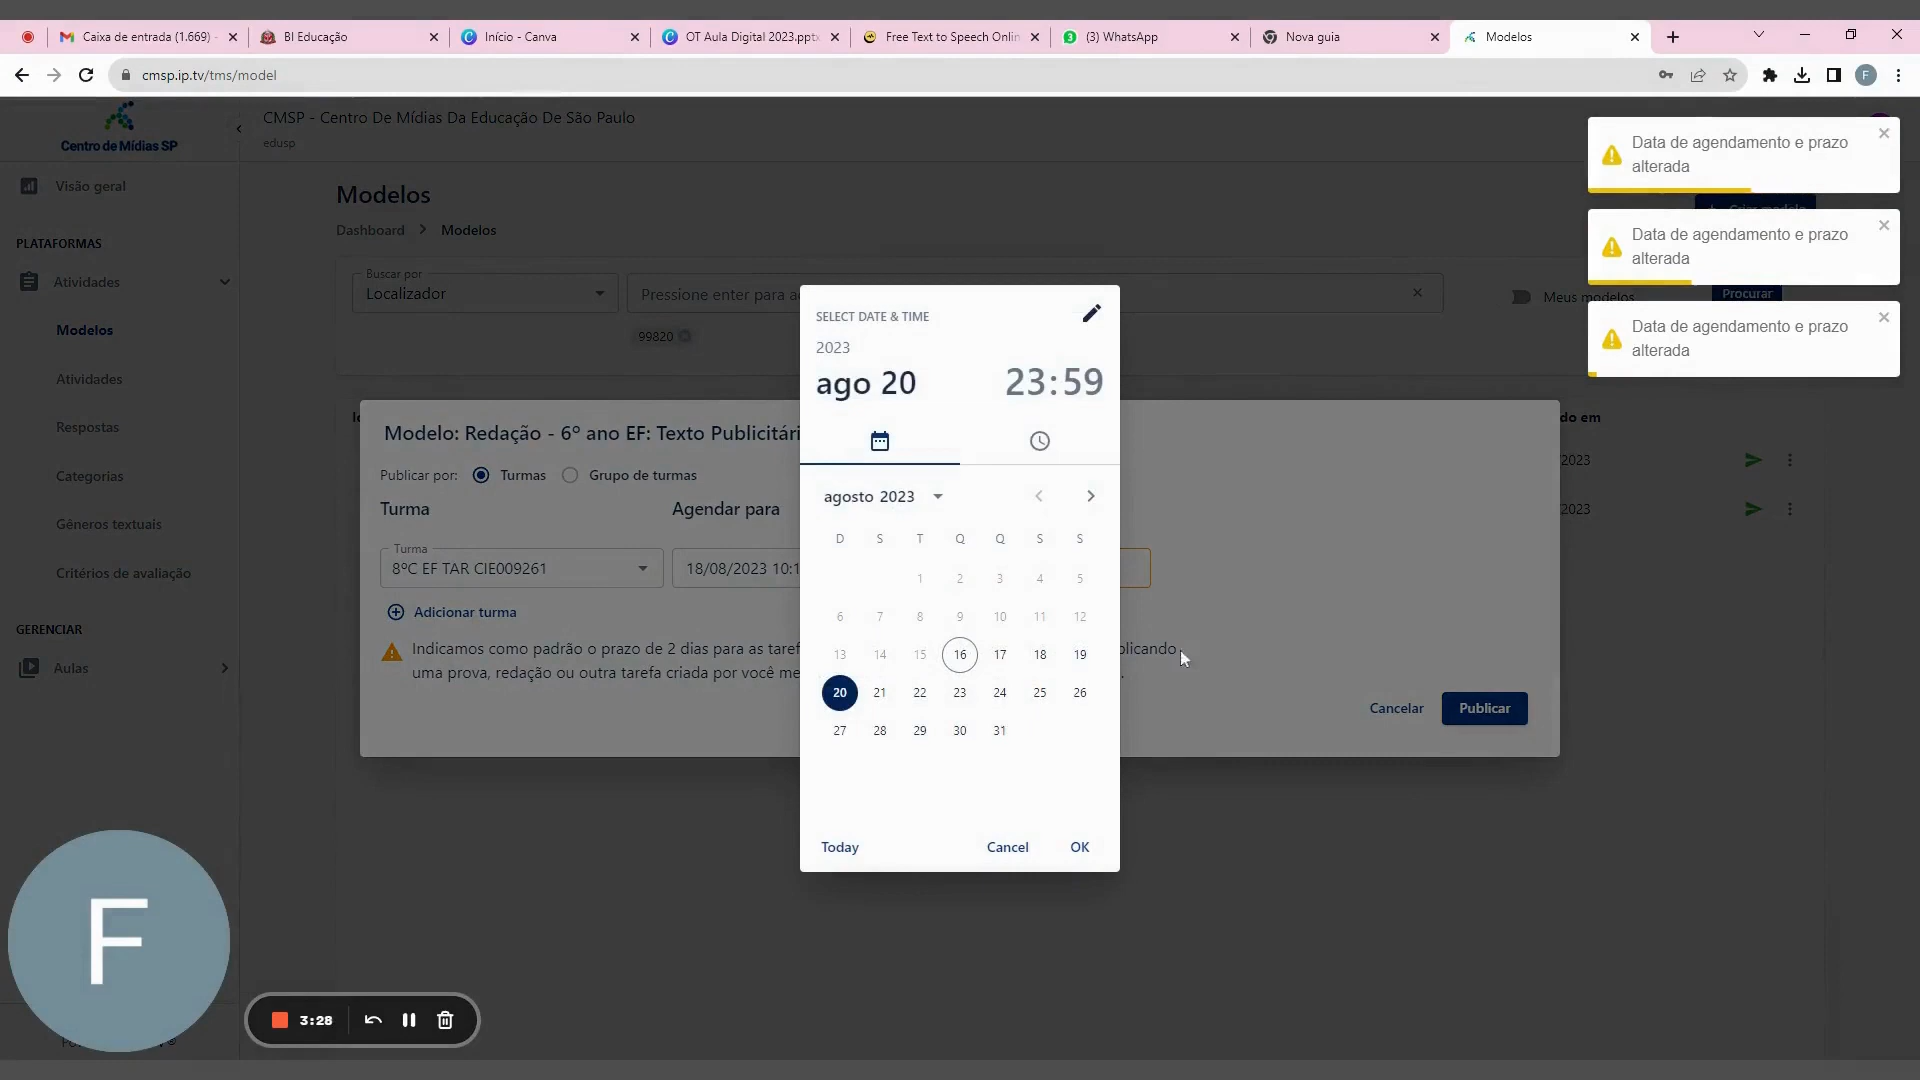 Caixa de entrada (1.669) -
BI Educação
Início - Canva
OT Aula Digital 2023.pptx
Free Text to Speech Onlin
(3) WhatsApp
Nova guia
Modelos
cmsp.ip.tv/tms/model
F
Centro de Mídias SP
CMSP - Centro De Mídias Da Educação De São Paulo
edusp
Visão geral
PLATAFORMAS
Atividades
Modelos
Atividades
Respostas
Categorias
Gêneros textuais
Critérios de avaliação
GERENCIAR
Aulas
Modelos
Dashboard > Modelos
Criar modelo
Buscar por
Localizador
Pressione enter para a
99820
Meus modelos
Procurar
Data de agendamento e prazo
alterada
Data de agendamento e prazo
alterada
Data de agendamento e prazo
alterada
do em
/2023
/2023
Modelo: Redação - 6º ano EF: Texto Publicitári
Publicar por:
Turmas
Grupo de turmas
Turma
Agendar para
Turma
8ºC EF TAR CIE009261
18/08/2023 10:1
Adicionar turma
Indicamos como padrão o prazo de 2 dias para as taref
plicando
uma prova, redação ou outra tarefa criada por você me
Cancelar
Publicar
SELECT DATE & TIME
2023
ago 20
23:59
agosto 2023
D S T Q Q S S
1 2 3 4 5
6 7 8 9 10 11 12
13 14 15 16 17 18 19
20 21 22 23 24 25 26
27 28 29 30 31
Today
Cancel
OK
F
3:28